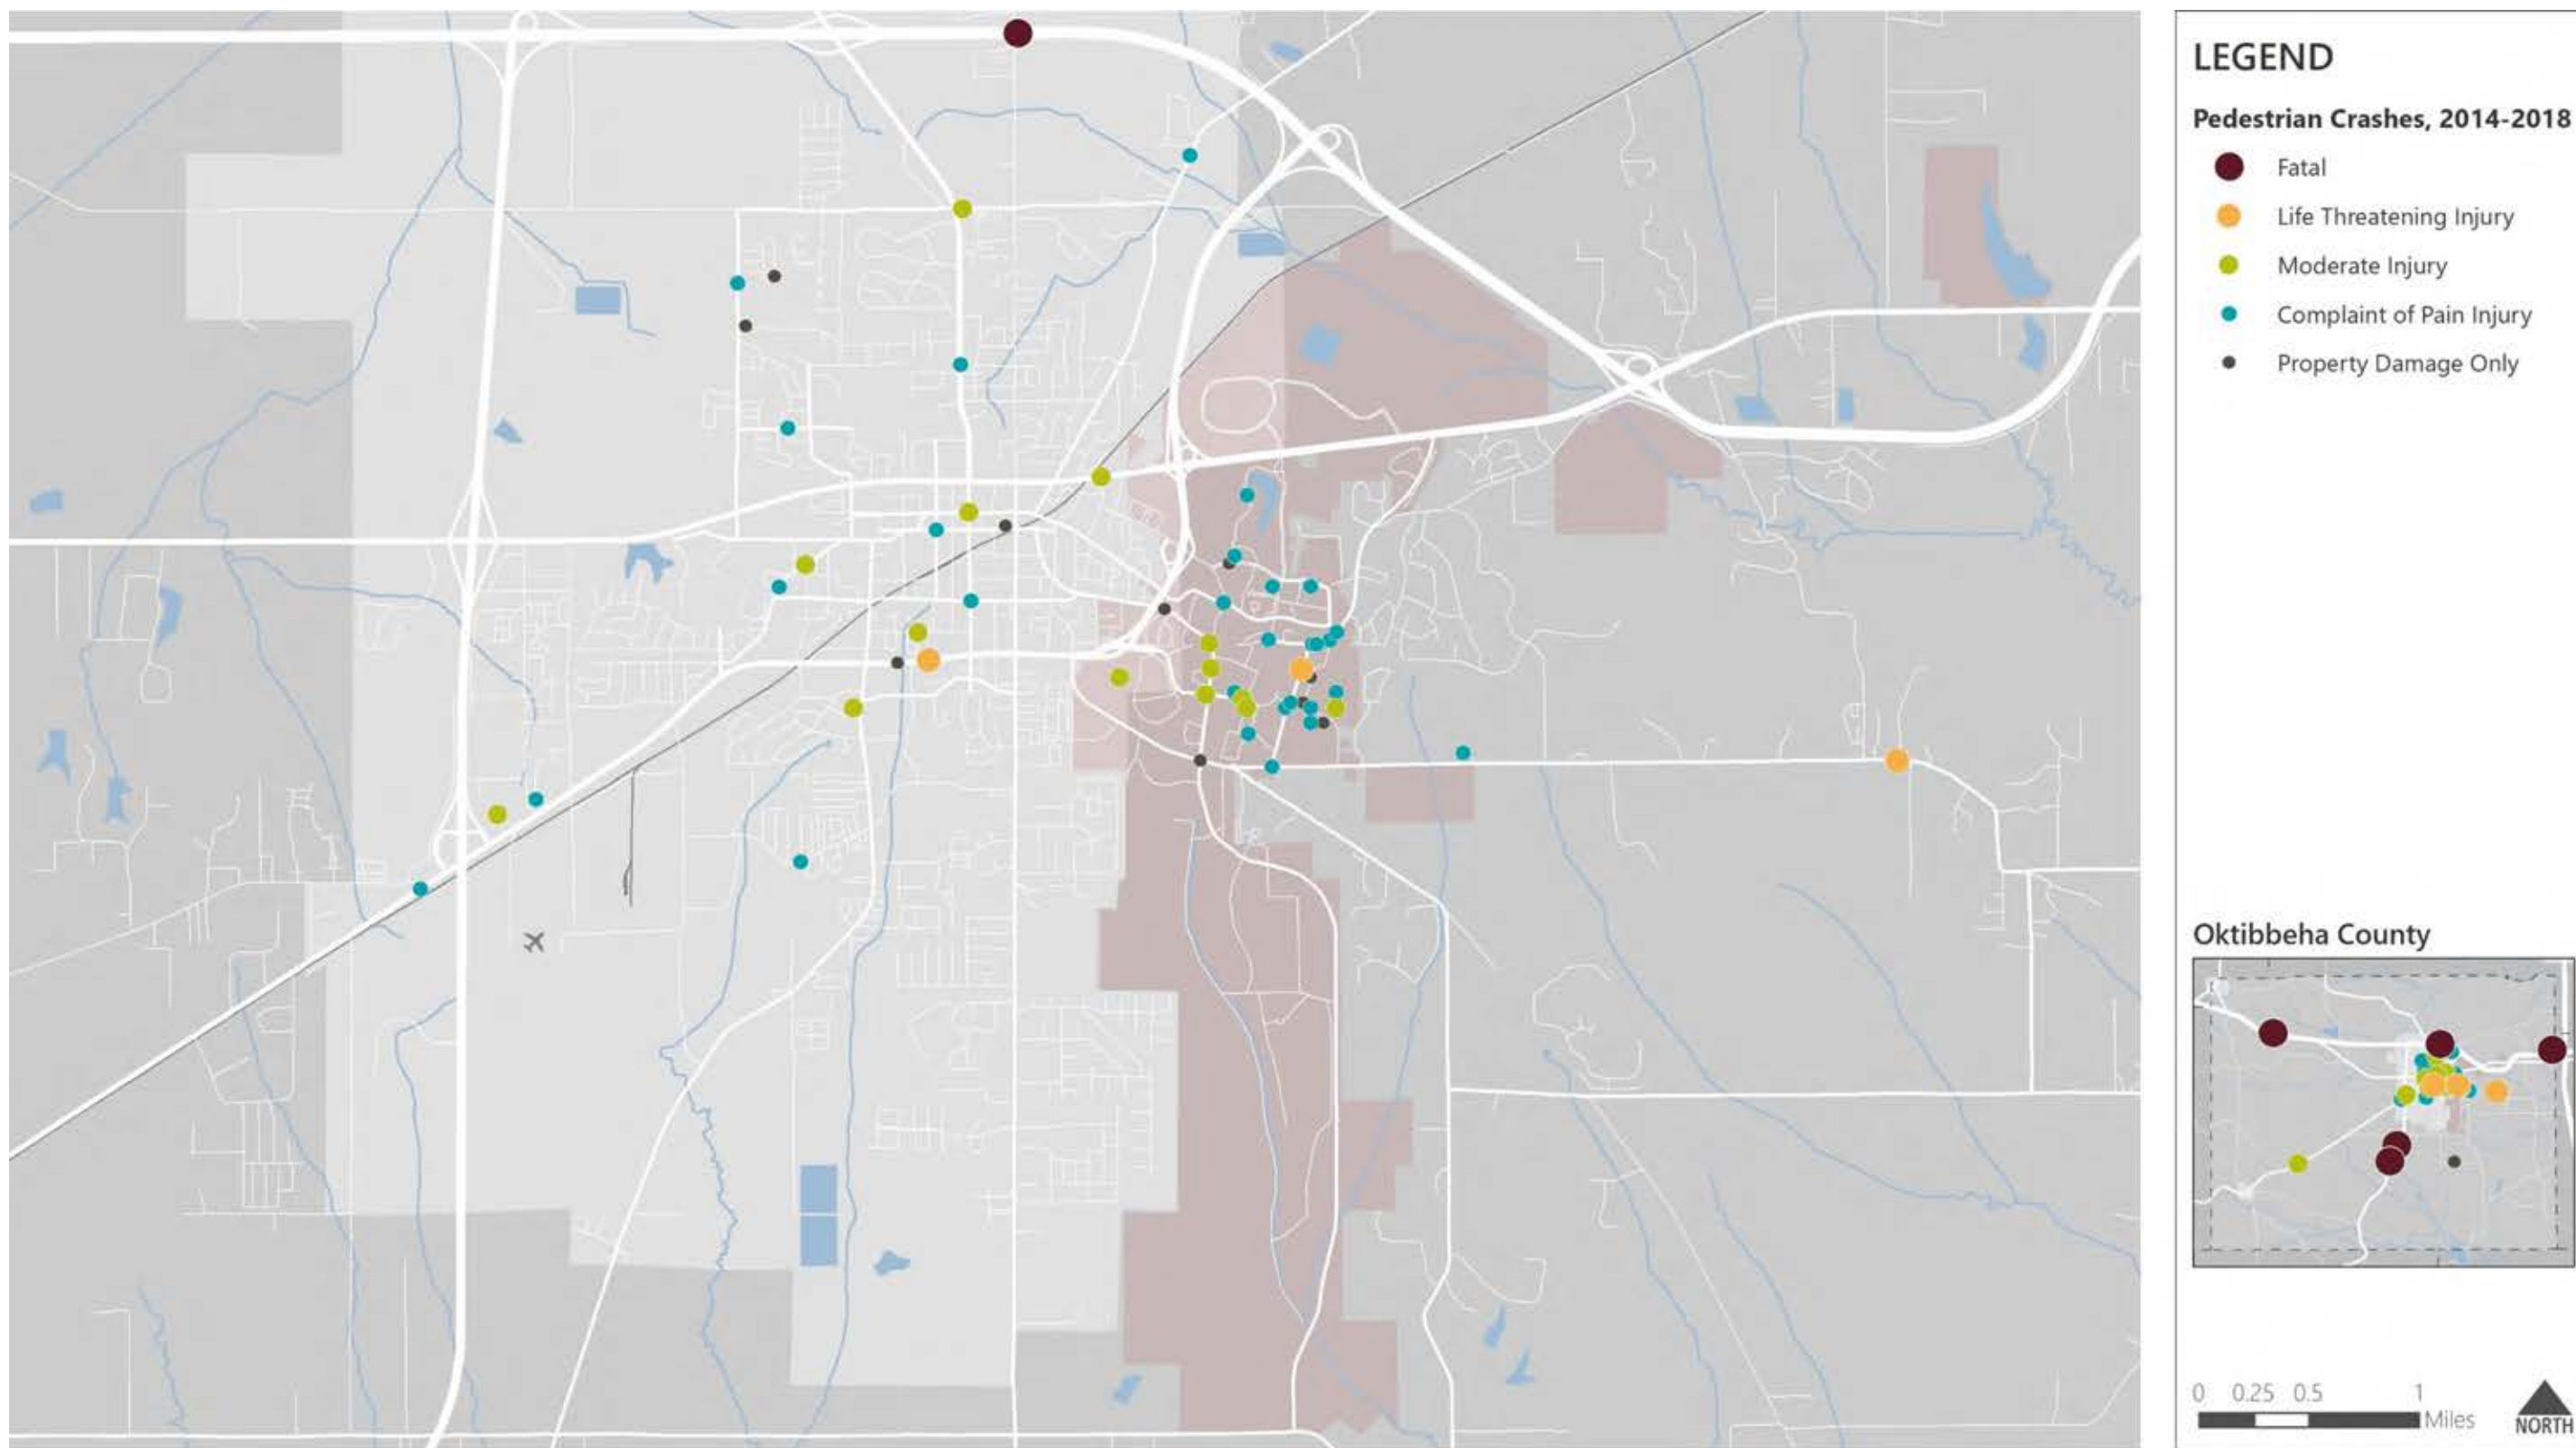 LEGEND
Pedestrian Crashes, 2014-2018
Fatal
Life Threatening Injury
Moderate Injury
Complaint of Pain Injury
Property Damage Only
Oktibbeha County
0 0.25 0.5 1
Miles
NORTH